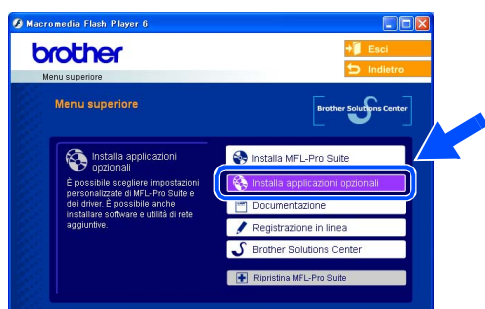 Macromedia Flash Player 6
brother
Esci
Indietro
Menu superiore
Menu superiore
Brother Solutions Center
Installa applicazioni
opzionali
È possibile scegliere impostazioni
personalizzate di MFL-Pro Suite e
dei driver. È possibile anche
installare software e utilità di rete
aggiuntive.
Installa MFL-Pro Suite
Installa applicazioni opzionali
Documentazione
Registrazione in linea
Brother Solutions Center
Ripristina MFL-Pro Suite